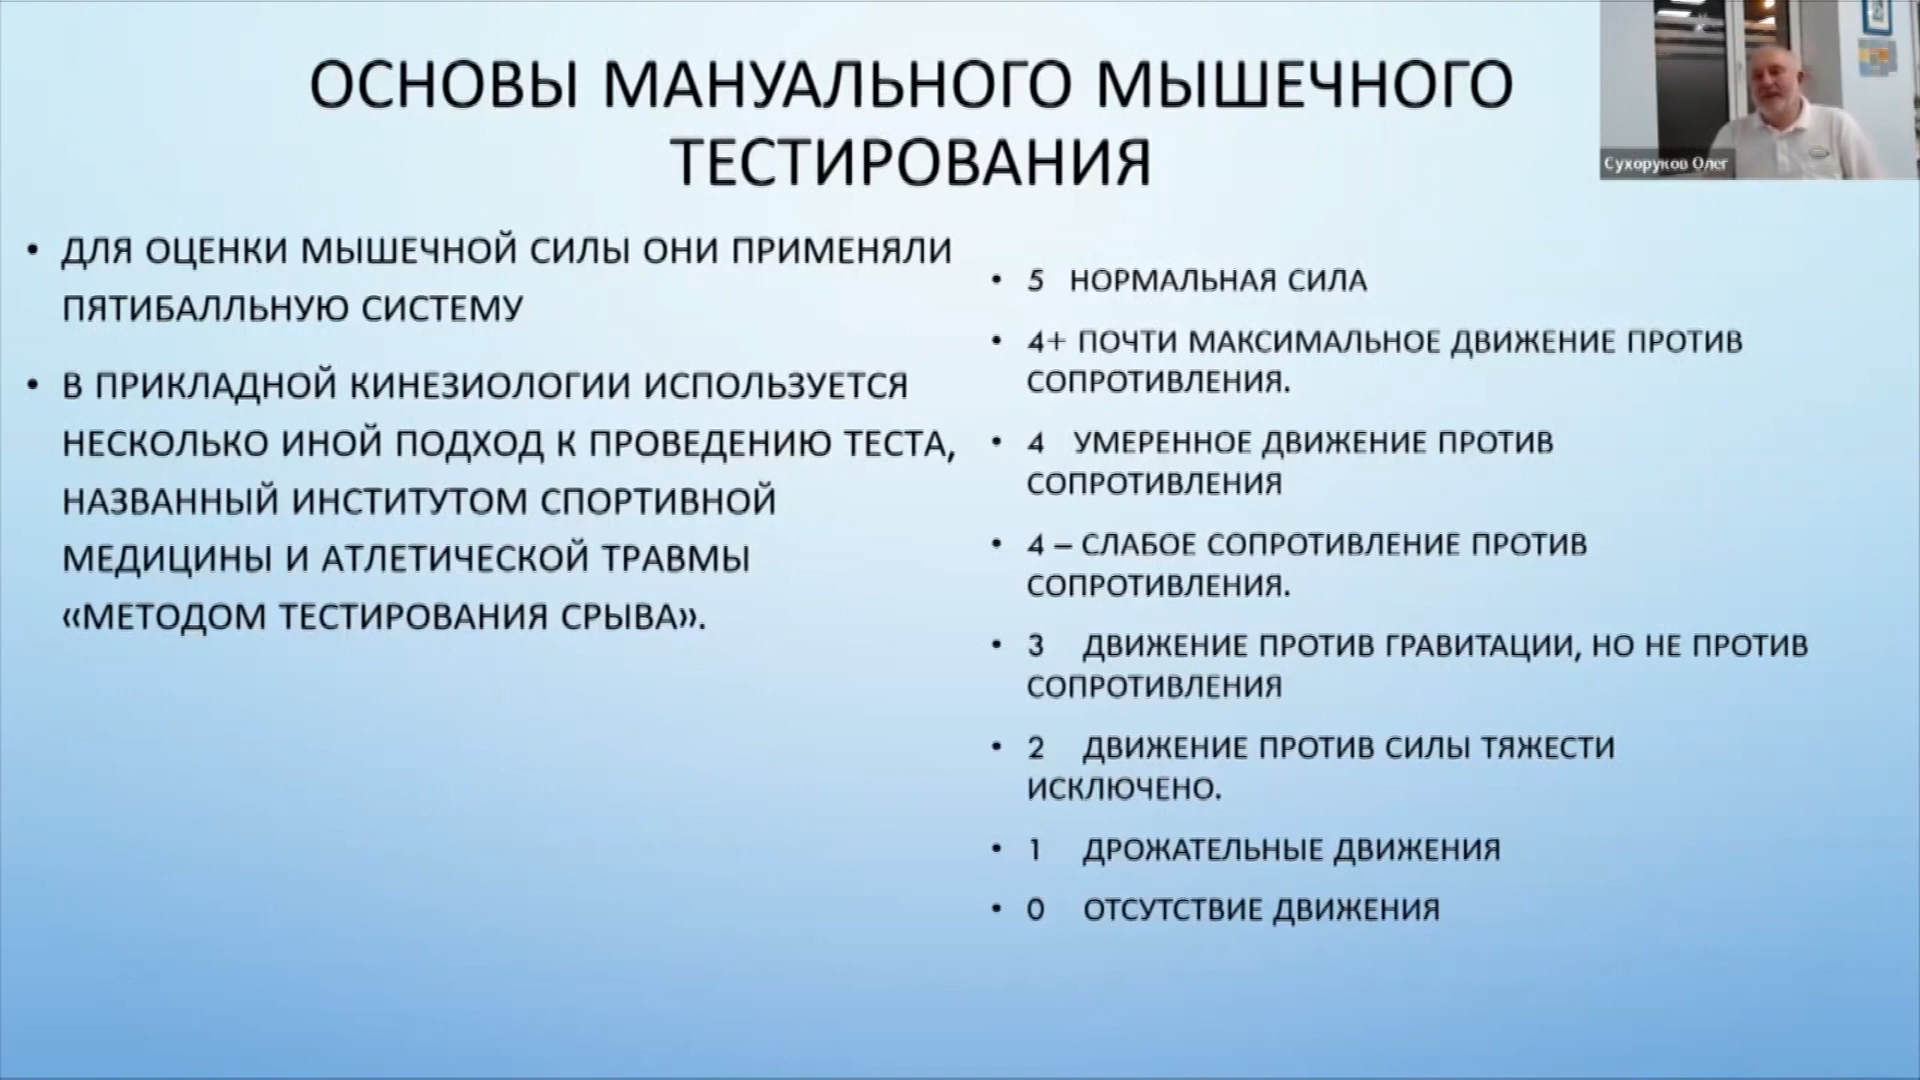 ОСНОВЫ МАНУАЛЬНОГО МЫШЕЧНОГО
ТЕСТИРОВАНИЯ
Сухоруков Олег
• ДЛЯ ОЦЕНКИ МЫШЕЧНОЙ СИЛЫ ОНИ ПРИМЕНЯЛИ
ПЯТИБАЛЛЬНУЮ СИСТЕМУ
• В ПРИКЛАДНОЙ КИНЕЗИОЛОГИИ ИСПОЛЬЗУЕТСЯ
НЕСКОЛЬКО ИНОЙ ПОДХОД К ПРОВЕДЕНИЮ ТЕСТА,
НАЗВАННЫЙ ИНСТИТУТОМ СПОРТИВНОЙ
МЕДИЦИНЫ И АТЛЕТИЧЕСКОЙ ТРАВМЫ
«МЕТОДОМ ТЕСТИРОВАНИЯ СРЫВА».
• 5 НОРМАЛЬНАЯ СИЛА
• 4+ ПОЧТИ МАКСИМАЛЬНОЕ ДВИЖЕНИЕ ПРОТИВ
СОПРОТИВЛЕНИЯ.
• 4 УМЕРЕННОЕ ДВИЖЕНИЕ ПРОТИВ
СОПРОТИВЛЕНИЯ
• 4 – СЛАБОЕ СОПРОТИВЛЕНИЕ ПРОТИВ
СОПРОТИВЛЕНИЯ.
• 3 ДВИЖЕНИЕ ПРОТИВ ГРАВИТАЦИИ, НО НЕ ПРОТИВ
СОПРОТИВЛЕНИЯ
• 2 ДВИЖЕНИЕ ПРОТИВ СИЛЫ ТЯЖЕСТИ
ИСКЛЮЧЕНО.
• 1 ДРОЖАТЕЛЬНЫЕ ДВИЖЕНИЯ
• 0 ОТСУТСТВИЕ ДВИЖЕНИЯ